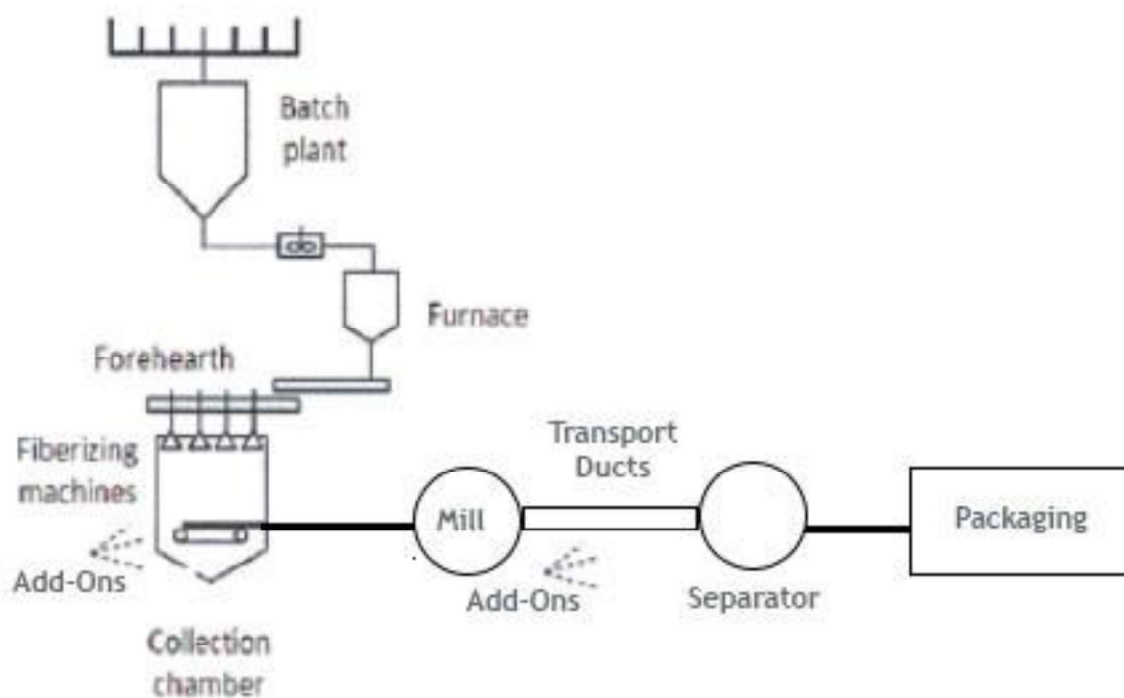 Batch
plant
Furnace
Forehearth
Fiberizing
machines
Add-Ons
Collection
chamber
Mill
Transport
Ducts
Add-Ons
Separator
Packaging